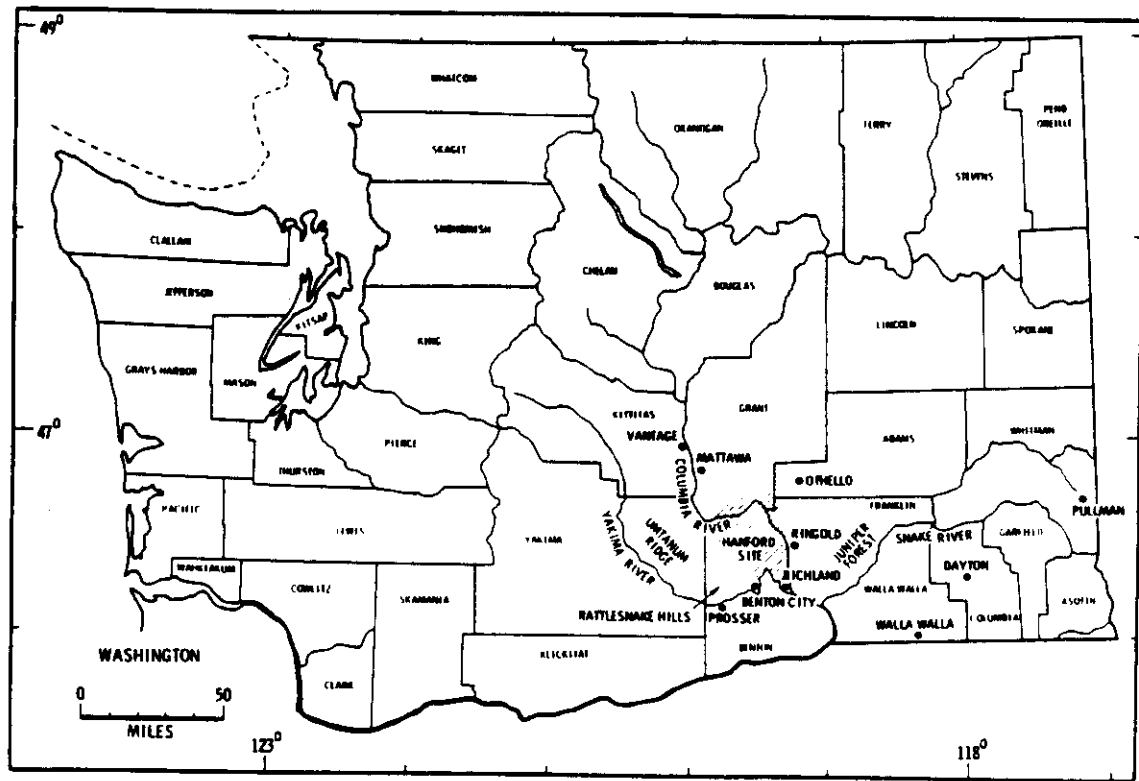 49°
WHATCOM
SKAGIT
SNOHOMISH
OKANOGAN
FERRY
STEVENS
PEND
OREILLE
CLALLAM
JEFFERSON
KITSAP
CHELAN
DOUGLAS
LINCOLN
SPOKANE
GRAYS HARBOR
MASON
KING
KITTITAS
GRANT
ADAMS
WHITMAN
47°
VANTAGE
MATTAWA
OTHELLO
THURSTON
PIERCE
COLUMBIA RIVER
FRANKLIN
PULLMAN
PACIFIC
LEWIS
YAKIMA
YAKIMA RIVER
UMTANUM
RIDGE
HANFORD
SITE
RINGOLD
JUNIPER
FOREST
SNAKE RIVER
GARFIELD
WAHKIAKUM
COWLITZ
SKAMANIA
RICHLAND
DAYTON
WALLA WALLA
BENTON CITY
COLUMBIA
ASOTIN
RATTLESNAKE HILLS
PROSSER
WALLA WALLA
KLICKITAT
BENTON
CLARK
WASHINGTON
0 50
MILES
123°
118°